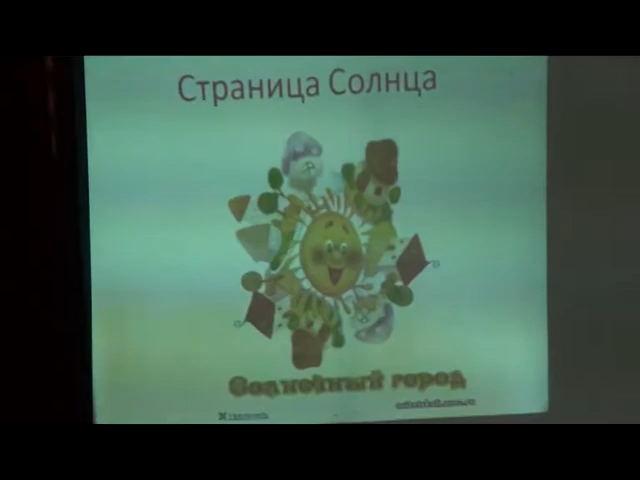 Страница Солнца
Солнечный город